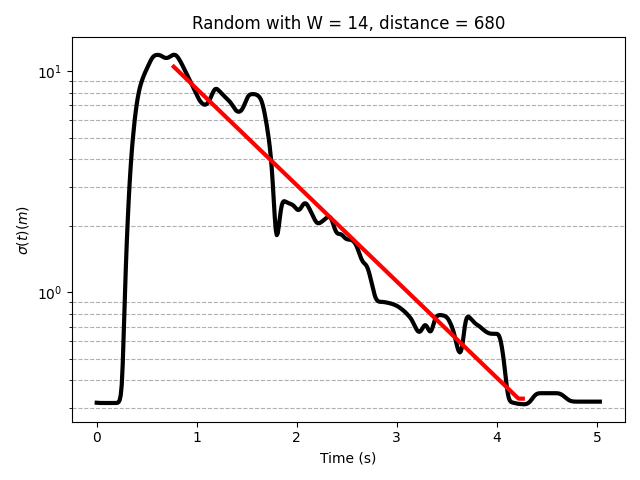 Random with W = 14, distance = 680
10¹
10⁰
σ(t)(m)
0 1 2 3 4 5
Time (s)